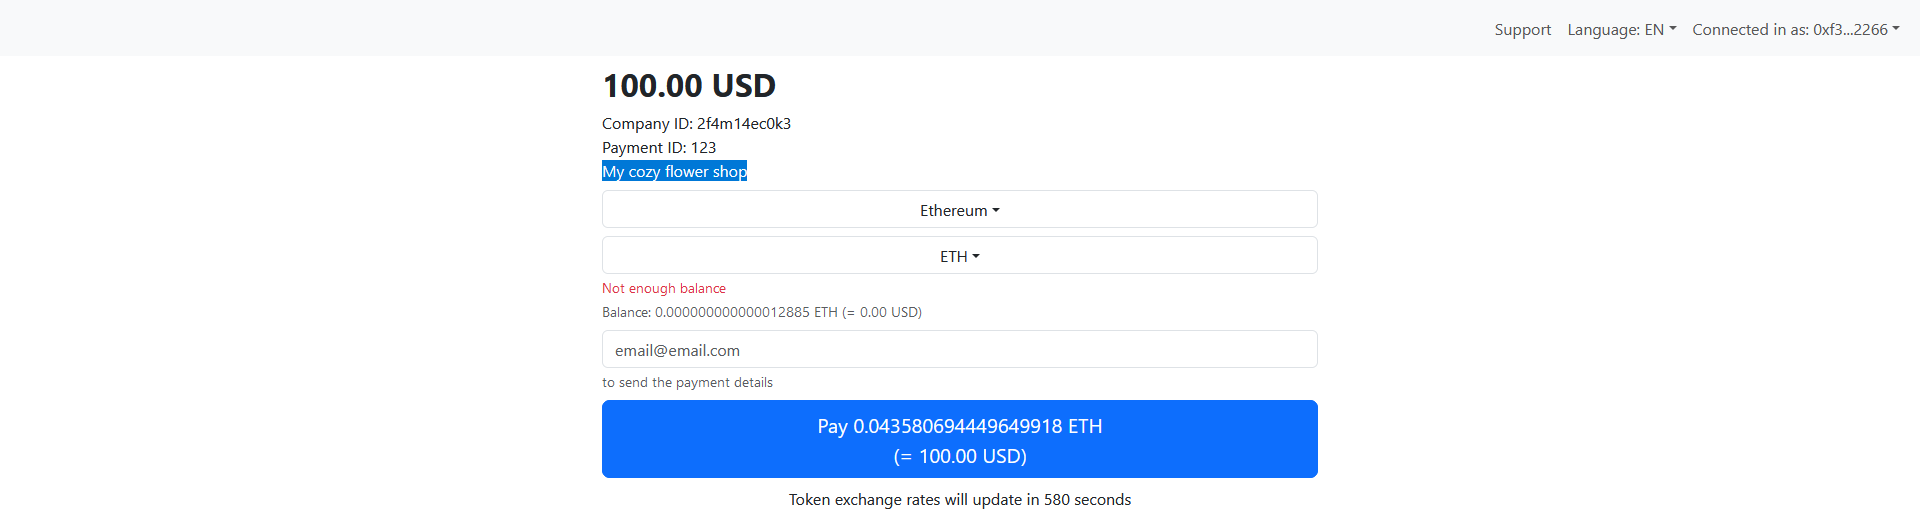 Support Language: EN Connected in as: 0xf3...2266
100.00 USD
Company ID: 2f4m14ec0k3
Payment ID: 123
My cozy flower shop
Ethereum
ETH
Not enough balance
Balance: 0.000000000000012885 ETH (= 0.00 USD)
email@email.com
to send the payment details
Pay 0.043580694449649918 ETH
(= 100.00 USD)
Token exchange rates will update in 580 seconds